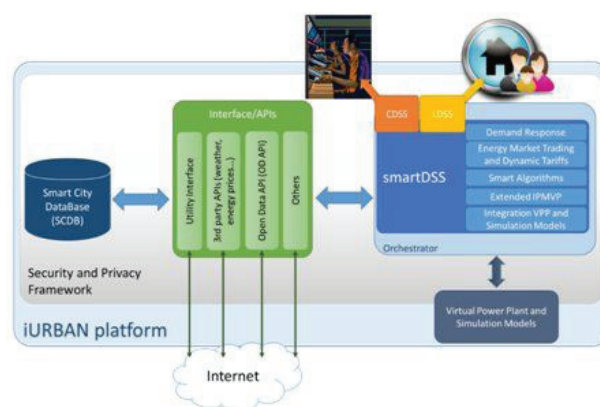 CDSS
LDSS
Interface/APIs
Utility Interface
3rd party APIs (weather,
energy prices...)
Open Data API (OD API)
Others
Smart City
DataBase
(SCDB)
smartDSS
Demand Response
Energy Market Trading
and Dynamic Tariffs
Smart Algorithms
Extended IPMVP
Integration VPP and
Simulation Models
Orchestrator
Security and Privacy
Framework
Virtual Power Plant and
Simulation Models
iURBAN platform
Internet